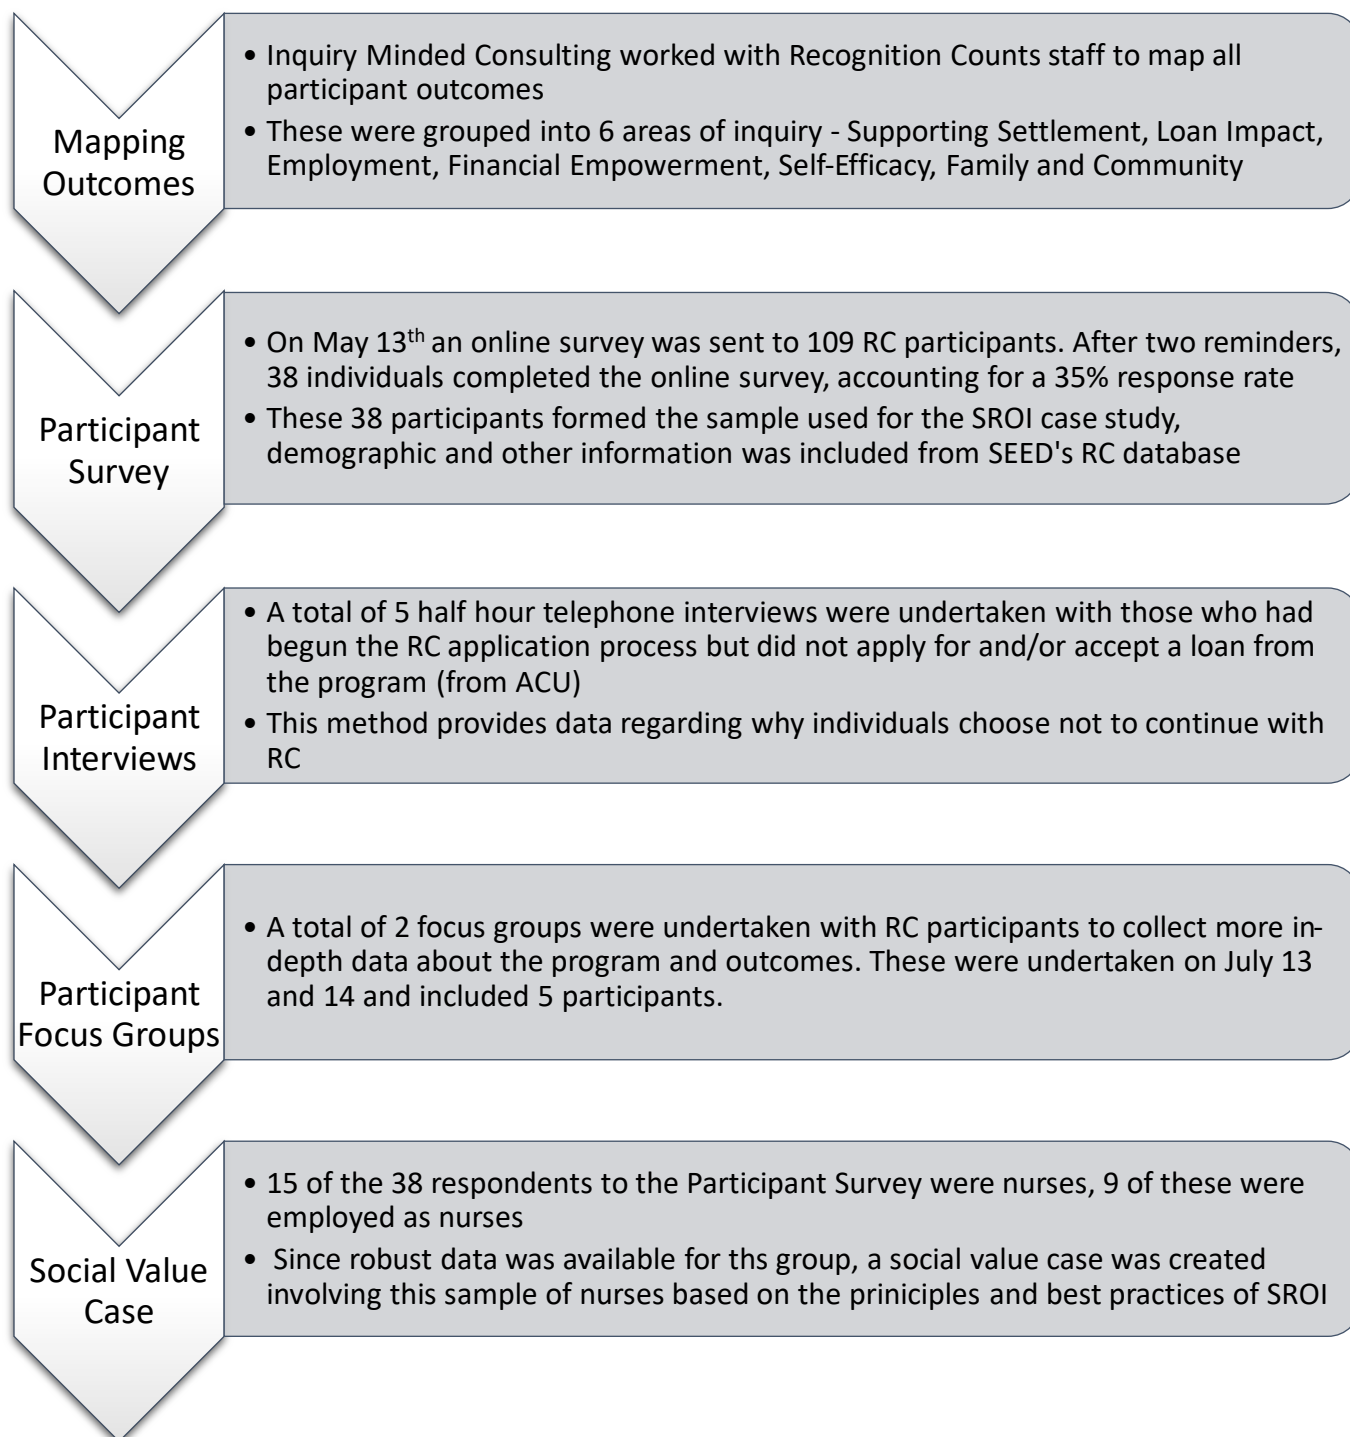 Mapping
Outcomes
• Inquiry Minded Consulting worked with Recognition Counts staff to map all
participant outcomes
• These were grouped into 6 areas of inquiry - Supporting Settlement, Loan Impact,
Employment, Financial Empowerment, Self-Efficacy, Family and Community
Participant
Survey
• On May 13th an online survey was sent to 109 RC participants. After two reminders,
38 individuals completed the online survey, accounting for a 35% response rate
• These 38 participants formed the sample used for the SROI case study,
demographic and other information was included from SEED's RC database
Participant
Interviews
• A total of 5 half hour telephone interviews were undertaken with those who had
begun the RC application process but did not apply for and/or accept a loan from
the program (from ACU)
• This method provides data regarding why individuals choose not to continue with
RC
Participant
Focus Groups
• A total of 2 focus groups were undertaken with RC participants to collect more in-
depth data about the program and outcomes. These were undertaken on July 13
and 14 and included 5 participants.
Social Value
Case
• 15 of the 38 respondents to the Participant Survey were nurses, 9 of these were
employed as nurses
• Since robust data was available for ths group, a social value case was created
involving this sample of nurses based on the priniciples and best practices of SROI